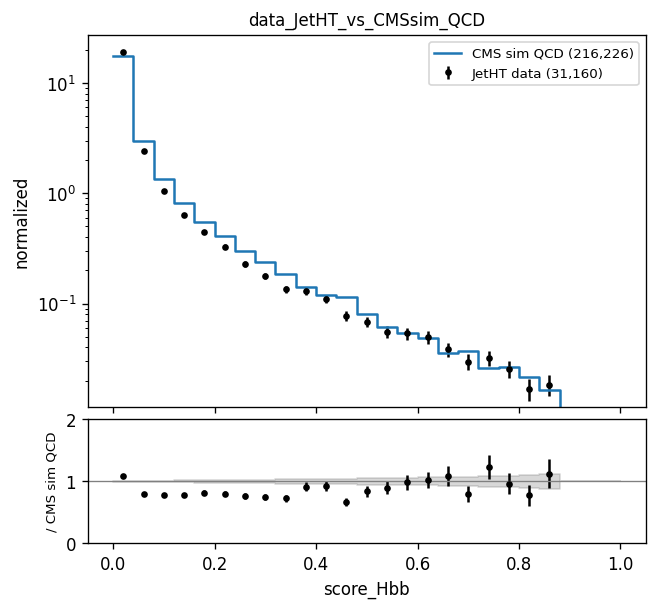 data_JetHT_vs_CMSsim_QCD
CMS sim QCD (216,226)
JetHT data (31,160)
normalized
10^1
10^0
10^−1
/ CMS sim QCD
2
1
0
0.0 0.2 0.4 0.6 0.8 1.0
score_Hbb